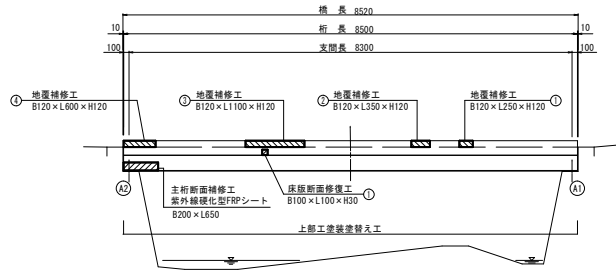 橋 長 8520
10 桁 長 8500 10
100 支間長 8300 100
④ 地覆補修工
B120×L600×H120
③ 地覆補修工
B120×L1100×H120
② 地覆補修工
B120×L350×H120
地覆補修工 ①
B120×L250×H120
A2
A1
主桁断面補修工
紫外線硬化型FRPシート
B200×L650
床版断面修復工 ①
B100×L100×H30
上部工塗装塗替え工